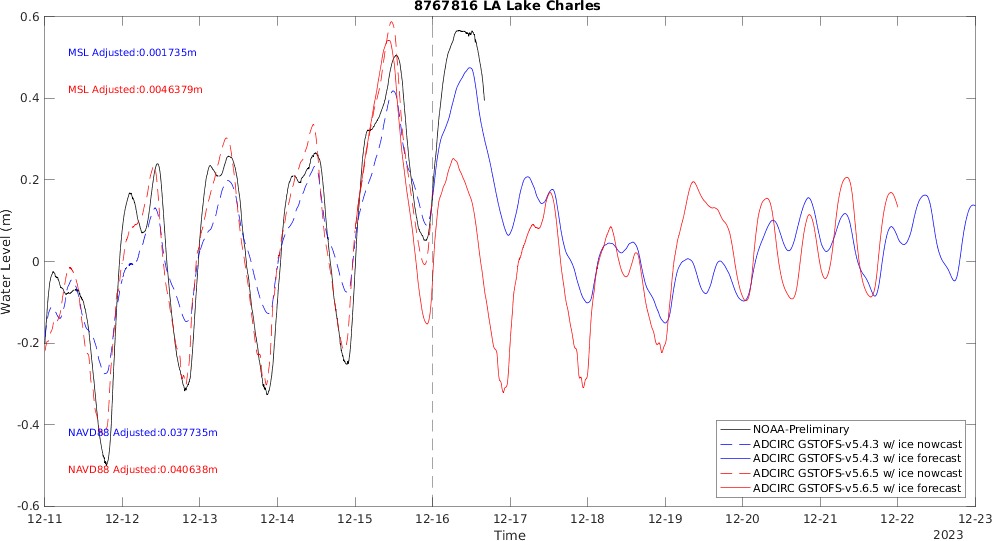 8767816 LA Lake Charles
0.6
0.4
0.2
0
-0.2
-0.4
-0.6
Water Level (m)
MSL Adjusted:0.001735m
MSL Adjusted:0.0046379m
NAVD88 Adjusted:0.037735m
NAVD88 Adjusted:0.040638m
NOAA-Preliminary
ADCIRC GSTOFS-v5.4.3 w/ ice nowcast
ADCIRC GSTOFS-v5.4.3 w/ ice forecast
ADCIRC GSTOFS-v5.6.5 w/ ice nowcast
ADCIRC GSTOFS-v5.6.5 w/ ice forecast
12-11 12-12 12-13 12-14 12-15 12-16 12-17 12-18 12-19 12-20 12-21 12-22 12-23
Time
2023